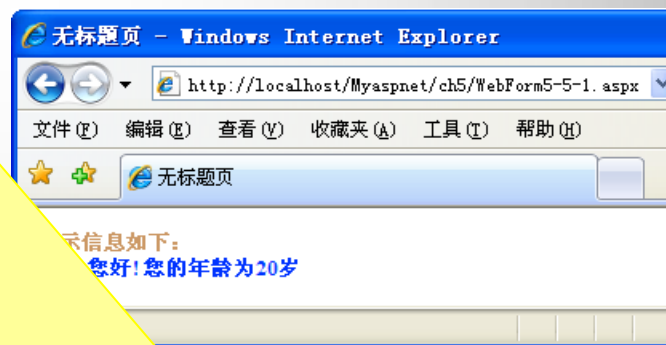 无标题页 - Windows Internet Explorer
http://localhost/Myaspnet/ch5/WebForm5-5-1.aspx
文件(F) 编辑(E) 查看(V) 收藏夹(A) 工具(T) 帮助(H)
无标题页
示信息如下:
您好!您的年龄为20岁